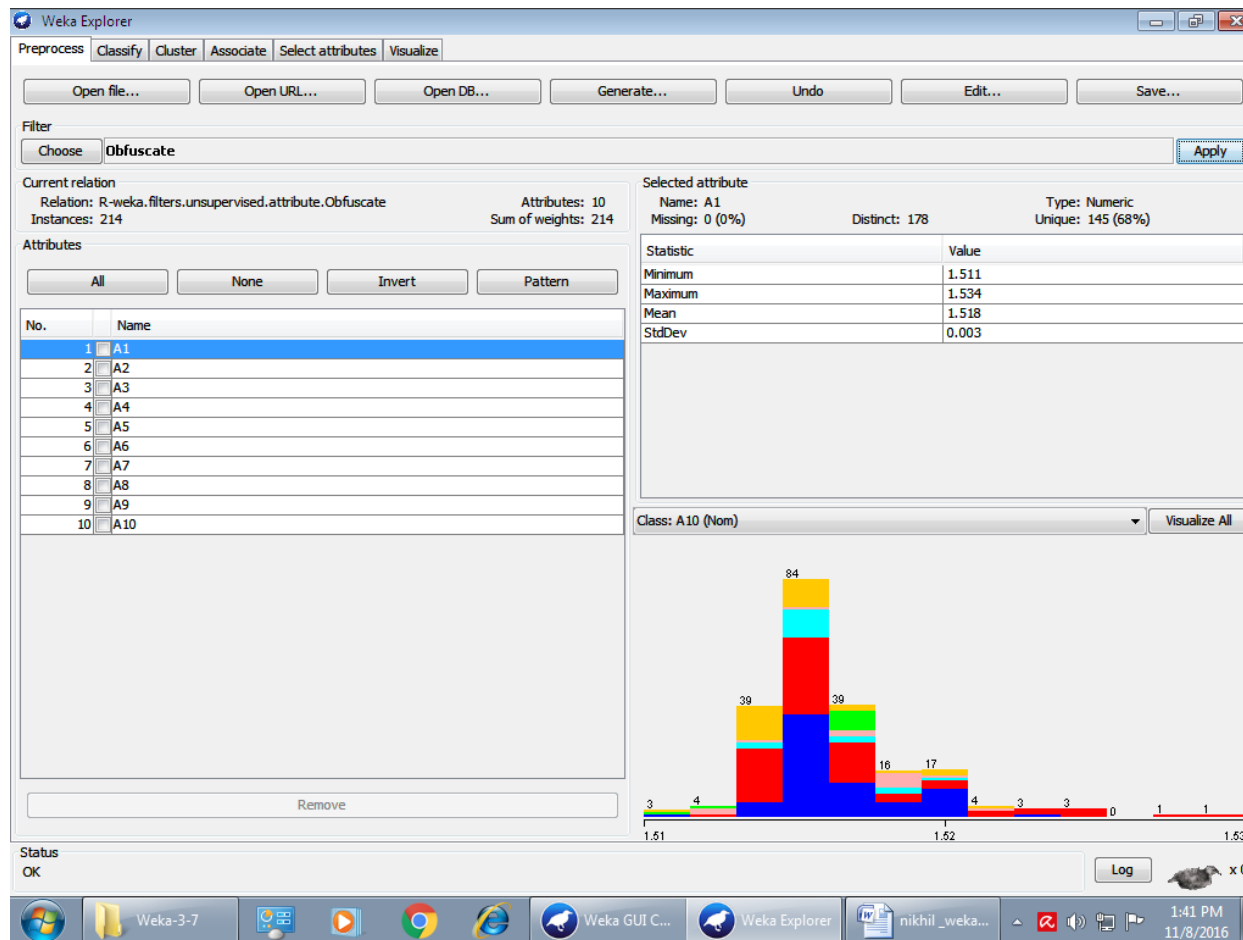 Weka Explorer
Preprocess Classify Cluster Associate Select attributes Visualize
Open file... Open URL... Open DB... Generate... Undo Edit... Save...
Filter
Choose Obfuscate Apply
Current relation
Relation: R-weka.filters.unsupervised.attribute.Obfuscate Attributes: 10
Instances: 214 Sum of weights: 214
Attributes
All None Invert Pattern
No. Name
1 A1
2 A2
3 A3
4 A4
5 A5
6 A6
7 A7
8 A8
9 A9
10 A10
Remove
Selected attribute
Name: A1 Type: Numeric
Missing: 0 (0%) Distinct: 178 Unique: 145 (68%)
Statistic Value
Minimum 1.511
Maximum 1.534
Mean 1.518
StdDev 0.003
Class: A10 (Nom) Visualize All
84
39 39
16 17
3 4 4 3 3 0 1 1
1.51 1.52 1.53
Status
OK Log x 0
Weka-3-7 Weka GUI C... Weka Explorer nikhil _weka... 1:41 PM
11/8/2016